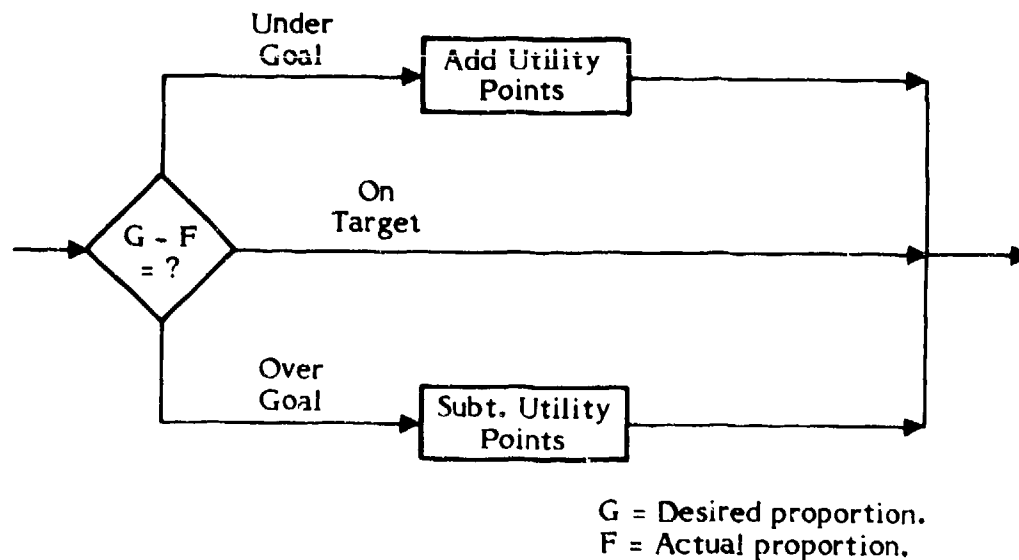 Under
Goal
Add Utility
Points
On
Target
G - F
= ?
Over
Goal
Subt. Utility
Points
G = Desired proportion.
F = Actual proportion.